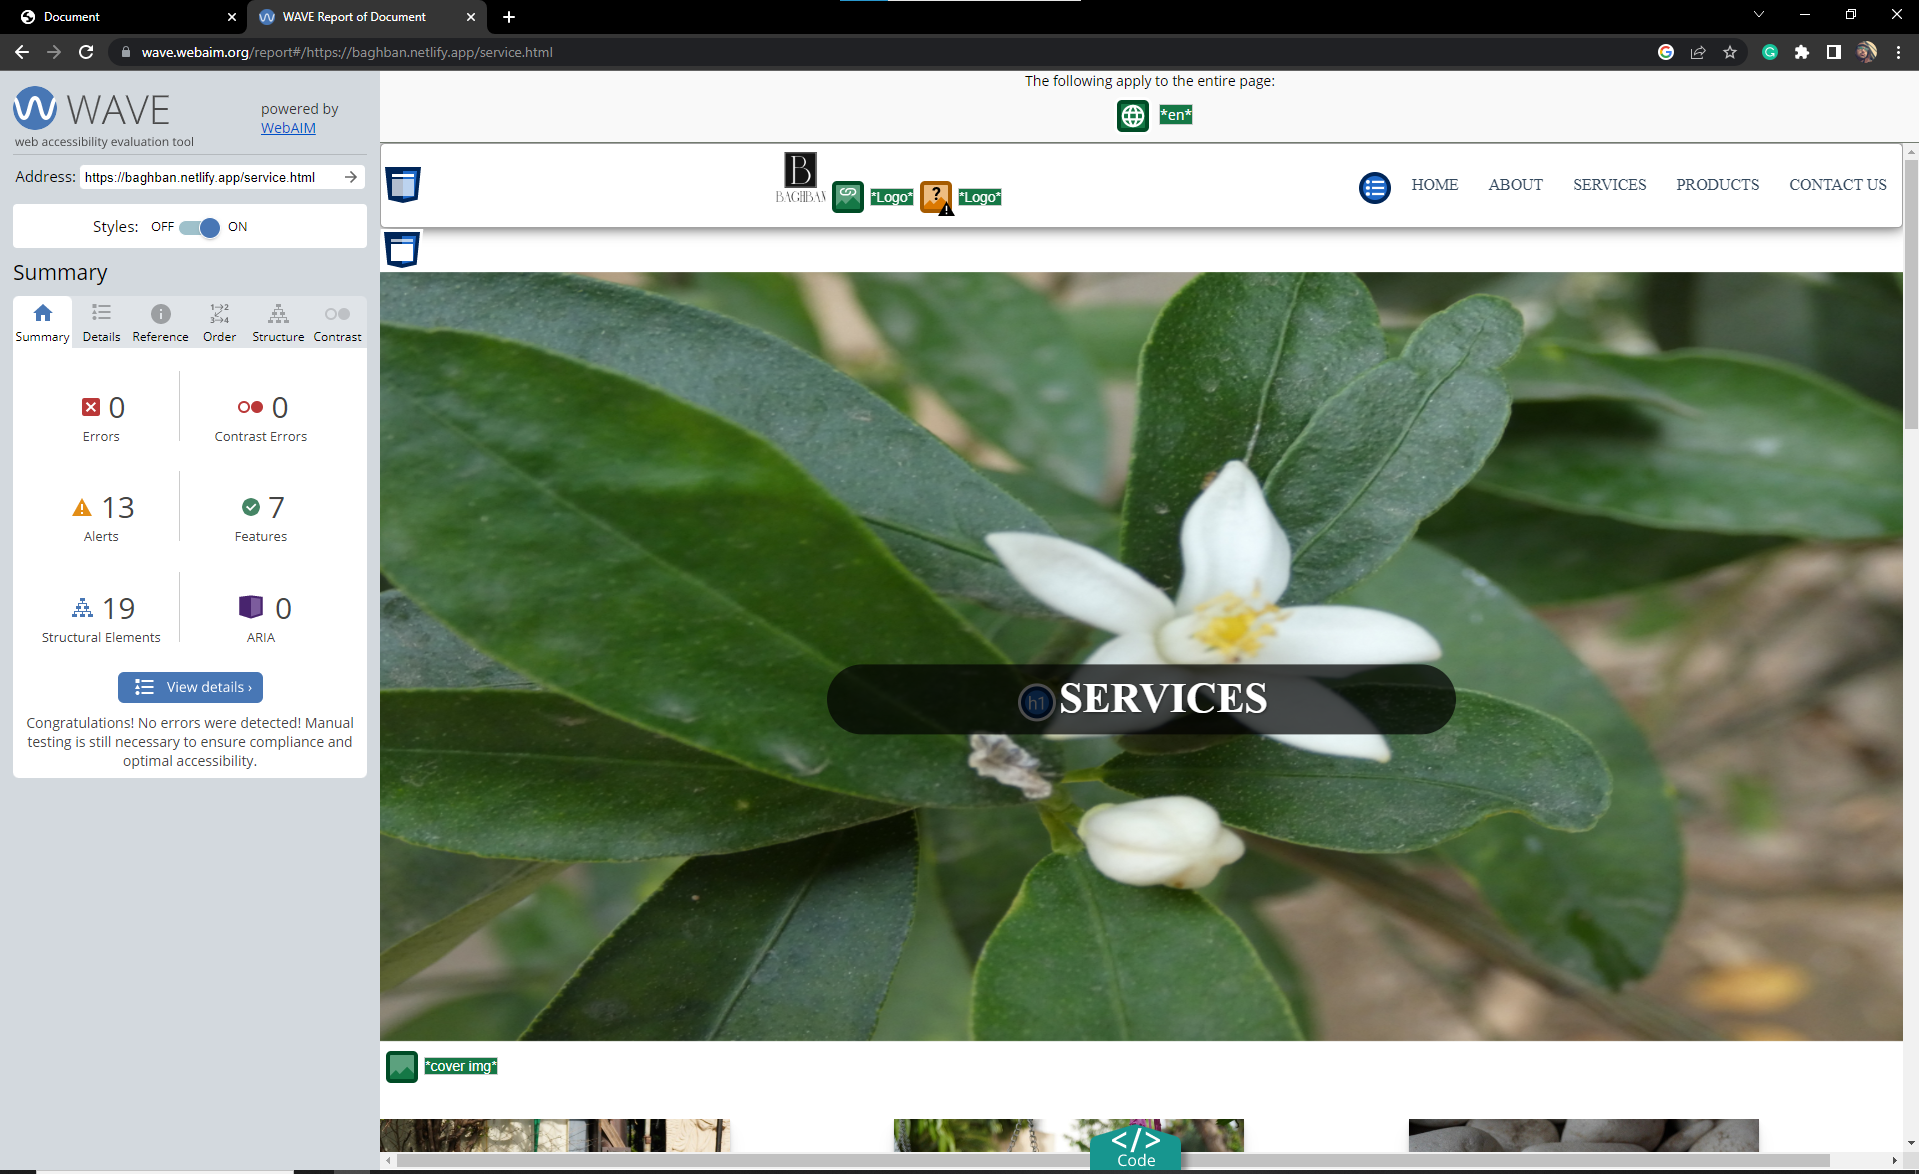 Document
WAVE Report of Document
wave.webaim.org/report#/https://baghban.netlify.app/service.html
WAVE
powered by
WebAIM
web accessibility evaluation tool
Address:
https://baghban.netlify.app/service.html
Styles: OFF ON
Summary
Summary
Details
Reference
Order
Structure
Contrast
0
Errors
0
Contrast Errors
13
Alerts
7
Features
19
Structural Elements
0
ARIA
View details ›
Congratulations! No errors were detected! Manual
testing is still necessary to ensure compliance and
optimal accessibility.
The following apply to the entire page:
*en*
B
BAGHBAN
*Logo*
*Logo*
HOME
ABOUT
SERVICES
PRODUCTS
CONTACT US
h1
SERVICES
*cover img*
</>
Code